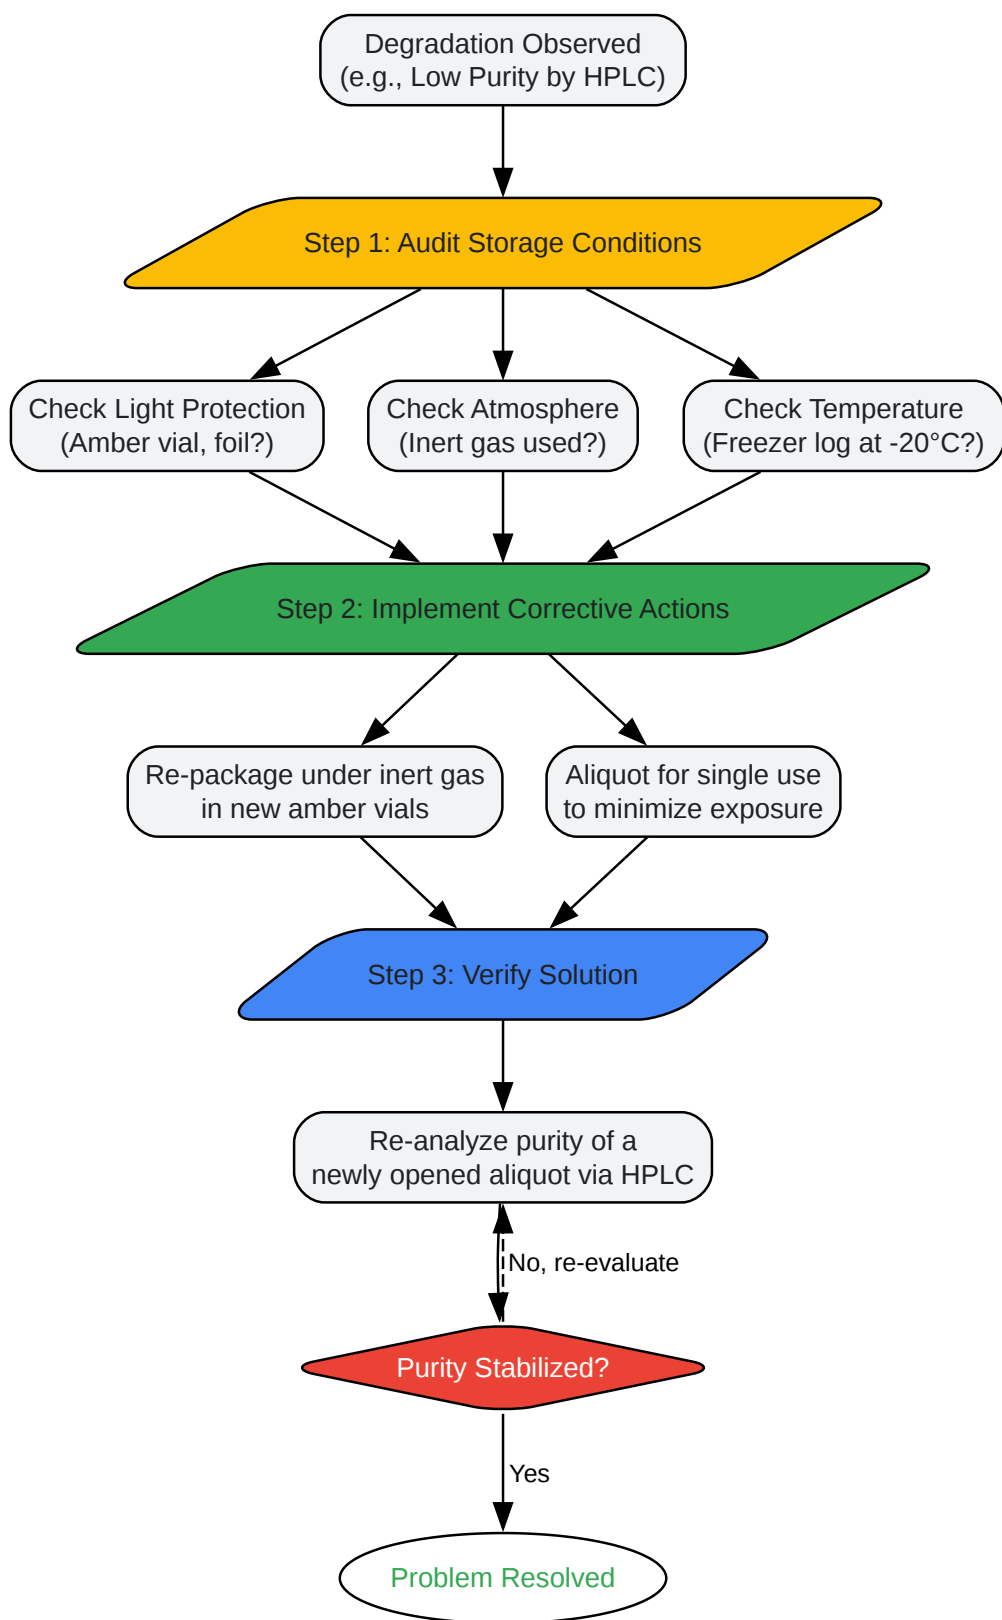 Degradation Observed
(e.g., Low Purity by HPLC)
Step 1: Audit Storage Conditions
Check Light Protection
(Amber vial, foil?)
Check Atmosphere
(Inert gas used?)
Check Temperature
(Freezer log at -20°C?)
Step 2: Implement Corrective Actions
Re-package under inert gas
in new amber vials
Aliquot for single use
to minimize exposure
Step 3: Verify Solution
Re-analyze purity of a
newly opened aliquot via HPLC
No, re-evaluate
Purity Stabilized?
Yes
Problem Resolved